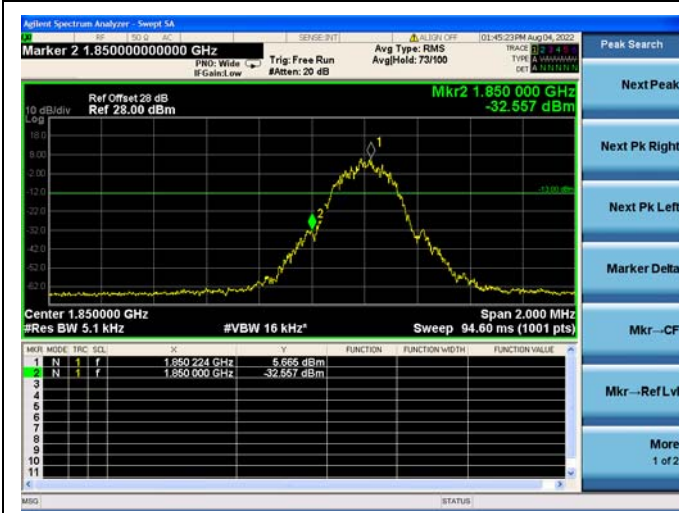 Agilent Spectrum Analyzer - Swept SA
RF 50 Ω AC SENSE:INT ALIGN OFF 01:45:23 PM Aug 04, 2022
Marker 2 1.850000000000 GHz
PNO: Wide Trig: Free Run Avg Type: RMS TRACE 1 2 3 4 5 6
IFGain:Low #Atten: 20 dB Avg|Hold: 73/100 TYPE
DET A N N N N N
Mkr2 1.850 000 GHz
-32.557 dBm
Ref Offset 28 dB
10 dB/div Ref 28.00 dBm
Log
18.0
8.00
-2.00
-12.0
-22.0
-32.0
-42.0
-52.0
-62.0
-13.00 dBm
1
2
Center 1.850000 GHz Span 2.000 MHz
#Res BW 5.1 kHz #VBW 16 kHz* Sweep 94.60 ms (1001 pts)
MKR MODE TRC SCL X Y FUNCTION FUNCTION WIDTH FUNCTION VALUE
1 N 1 f 1.850 224 GHz 5.665 dBm
2 N 1 f 1.850 000 GHz -32.557 dBm
3
4
5
6
7
8
9
10
11
MSG STATUS
Peak Search
Next Peak
Next Pk Right
Next Pk Left
Marker Delta
Mkr→CF
Mkr→Ref Lvl
More
1 of 2